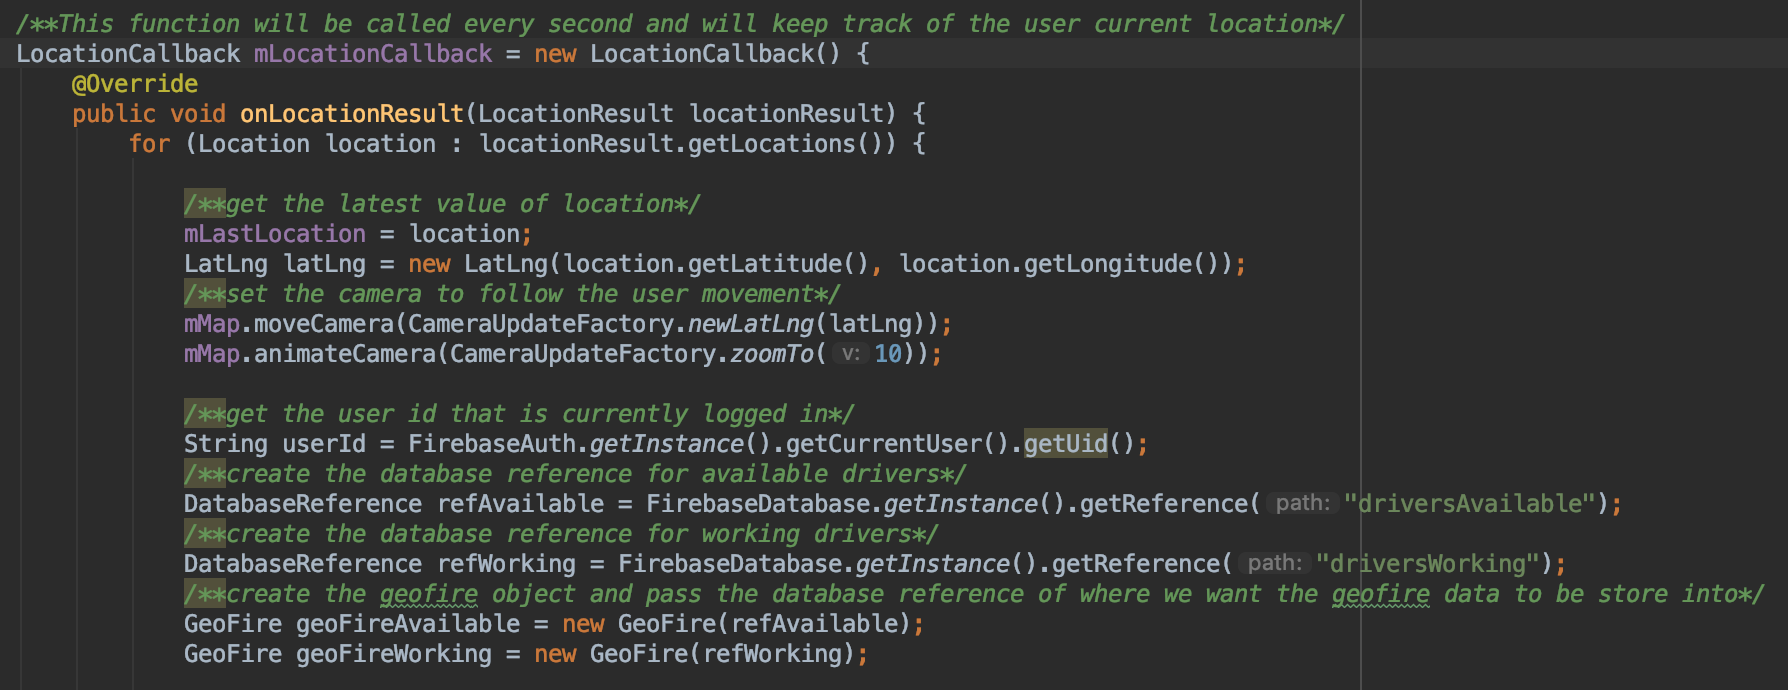 /**This function will be called every second and will keep track of the user current location*/
LocationCallback mLocationCallback = new LocationCallback() {
@Override
public void onLocationResult(LocationResult locationResult) {
for (Location location : locationResult.getLocations()) {
/**get the latest value of location*/
mLastLocation = location;
LatLng latLng = new LatLng(location.getLatitude(), location.getLongitude());
/**set the camera to follow the user movement*/
mMap.moveCamera(CameraUpdateFactory.newLatLng(latLng));
mMap.animateCamera(CameraUpdateFactory.zoomTo( v: 10));
/**get the user id that is currently logged in*/
String userId = FirebaseAuth.getInstance().getCurrentUser().getUid();
/**create the database reference for available drivers*/
DatabaseReference refAvailable = FirebaseDatabase.getInstance().getReference( path: "driversAvailable");
/**create the database reference for working drivers*/
DatabaseReference refWorking = FirebaseDatabase.getInstance().getReference( path: "driversWorking");
/**create the geofire object and pass the database reference of where we want the geofire data to be store into*/
GeoFire geoFireAvailable = new GeoFire(refAvailable);
GeoFire geoFireWorking = new GeoFire(refWorking);